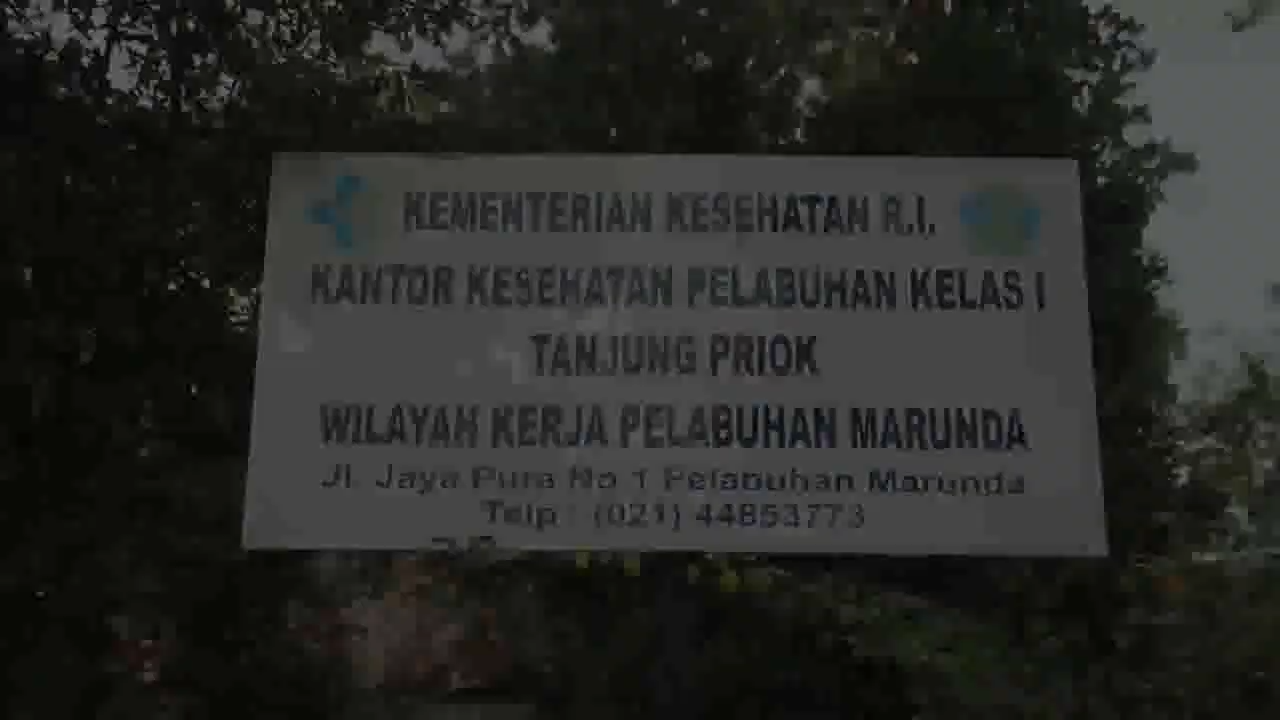 KEMENTERIAN KESEHATAN R.I.
KANTOR KESEHATAN PELABUHAN KELAS I
TANJUNG PRIOK
WILAYAH KERJA PELABUHAN MARUNDA
Jl. Jaya Pura No 1 Pelabuhan Marunda
Telp : (021) 44853773